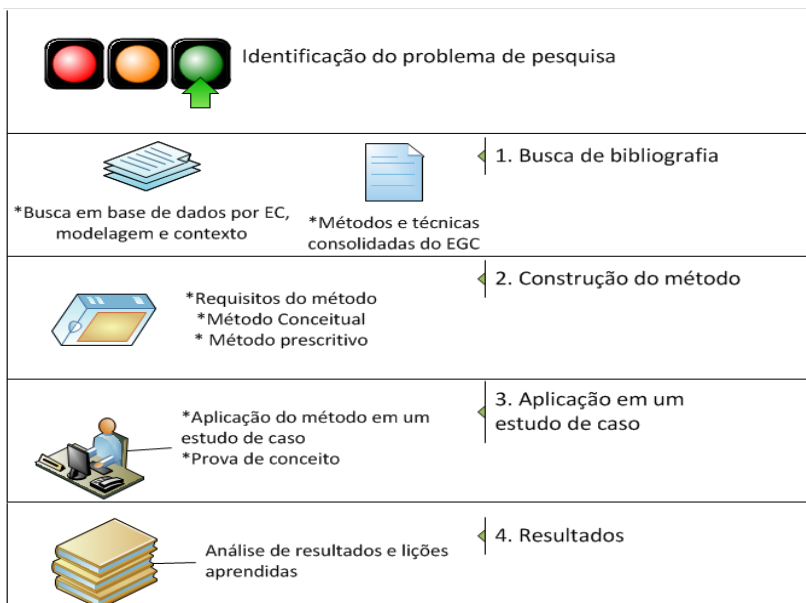 Identificação do problema de pesquisa
1. Busca de bibliografia
*Busca em base de dados por EC,
modelagem e contexto
*Métodos e técnicas
consolidadas do EGC
2. Construção do método
*Requisitos do método
*Método Conceitual
* Método prescritivo
3. Aplicação em um
estudo de caso
*Aplicação do método em um
estudo de caso
*Prova de conceito
4. Resultados
Análise de resultados e lições
aprendidas